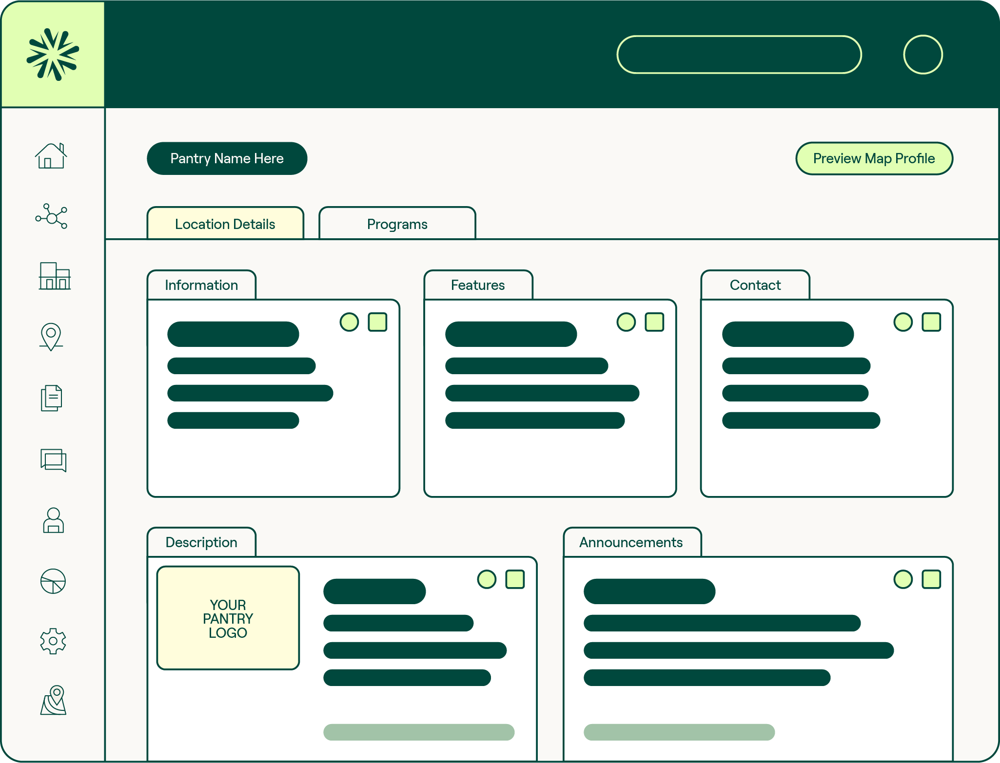 Pantry Name Here
Preview Map Profile
Location Details
Programs
Information
Features
Contact
Description
Announcements
YOUR
PANTRY
LOGO